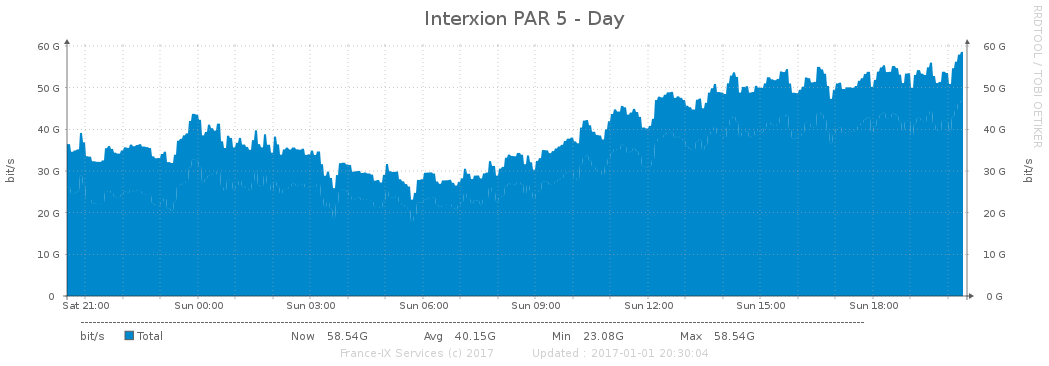 Interxion PAR 5 - Day
RRDTOOL / TOBI OETIKER
60 G 60 G
50 G 50 G
40 G 40 G
30 G 30 G
20 G 20 G
10 G 10 G
0 0 G
bit/s bit/s
Sat 21:00 Sun 00:00 Sun 03:00 Sun 06:00 Sun 09:00 Sun 12:00 Sun 15:00 Sun 18:00
bit/s Total Now 58.54G Avg 40.15G Min 23.08G Max 58.54G
France-IX Services (c) 2017 Updated : 2017-01-01 20:30:04